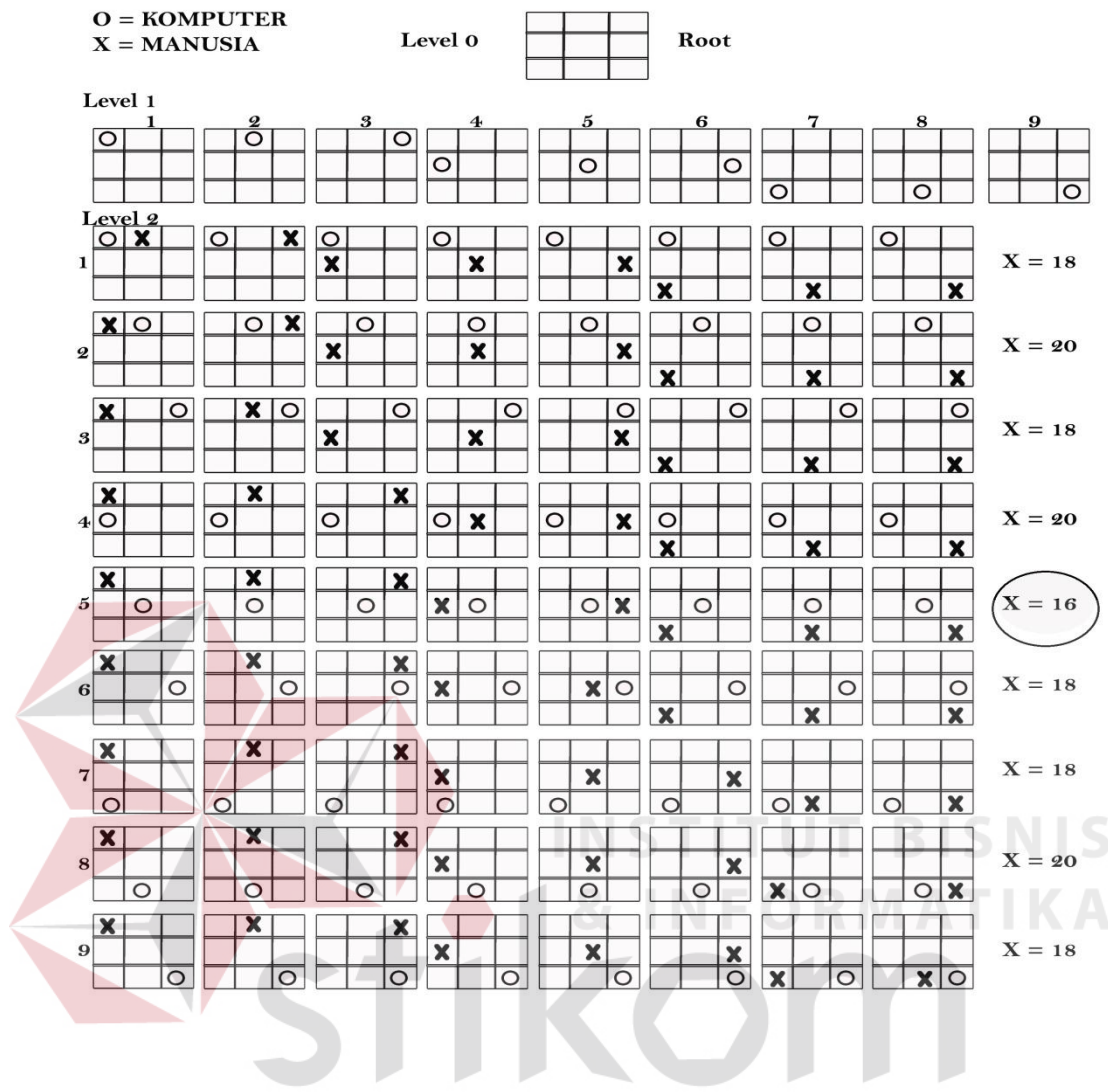 O = KOMPUTER
X = MANUSIA
Level 0
Root
Level 1
1 2 3 4 5 6 7 8 9
Level 2
1 X = 18
2 X = 20
3 X = 18
4 X = 20
5 X = 16
6 X = 18
7 X = 18
8 X = 20
9 X = 18
INSTITUT BISNIS
& INFORMATIKA
stikom